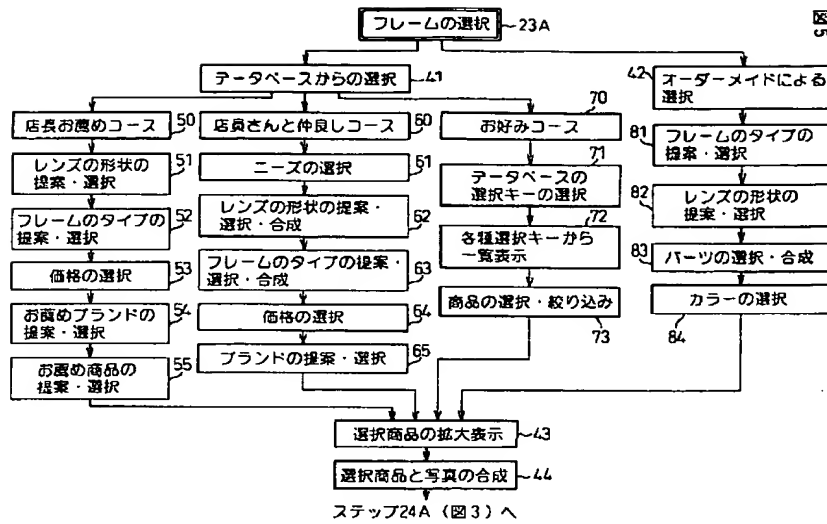 図5
フレームの選択
23A
データベースからの選択
41
42
オーダーメイドによる
選択
店長お薦めコース
50
レンズの形状の
提案・選択
51
フレームのタイプの
提案・選択
52
価格の選択
53
お薦めブランドの
提案・選択
54
お薦め商品の
提案・選択
55
店員さんと仲良しコース
60
ニーズの選択
61
レンズの形状の提案・
選択・合成
62
フレームのタイプの提案・
選択・合成
63
価格の選択
64
ブランドの提案・選択
65
70
お好みコース
71
データベースの
選択キーの選択
72
各種選択キーから
一覧表示
商品の選択・絞り込み
73
81
フレームのタイプの
提案・選択
82
レンズの形状の
提案・選択
83
パーツの選択・合成
カラーの選択
84
選択商品の拡大表示
43
選択商品と写真の合成
44
ステップ24A(図3)へ